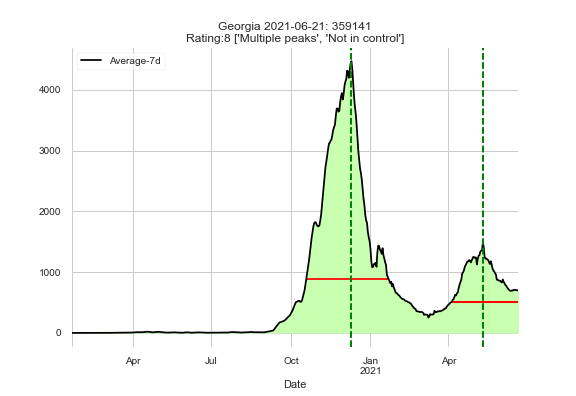 Georgia 2021-06-21: 359141
Rating:8 ['Multiple peaks', 'Not in control']
Average-7d
4000
3000
2000
1000
0
Apr
Jul
Oct
Jan
2021
Apr
Date